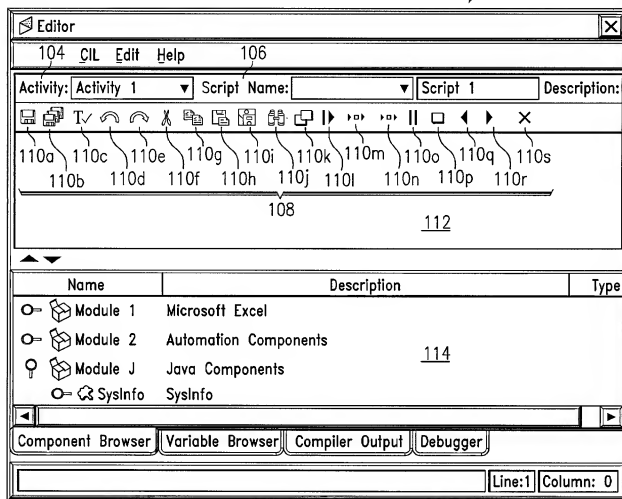 Editor
104 CIL Edit Help 106
Activity: Activity 1 Script Name: Script 1 Description:
110a 110c 110e 110g 110i 110k 110m 110o 110q 110s
110b 110d 110f 110h 110j 110l 110n 110p 110r
108
112
Name Description Type
Module 1 Microsoft Excel
Module 2 Automation Components
114
Module J Java Components
SysInfo SysInfo
Component Browser Variable Browser Compiler Output Debugger
Line:1 Column: 0